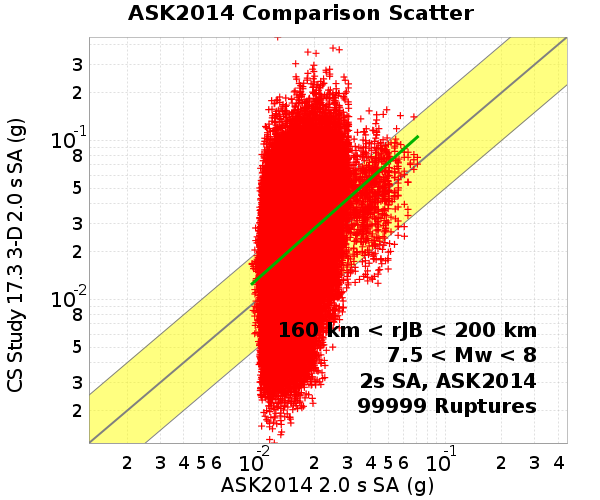 ASK2014 Comparison Scatter
CS Study 17.3 3-D 2.0 s SA (g)
3
2
10-1
8
5
3
2
10-2
8
5
3
2
160 km < rJB < 200 km
7.5 < Mw < 8
2s SA, ASK2014
99999 Ruptures
2 3 4 5 6 10-2 2 3 4 5 6 10-1 2 3 4
ASK2014 2.0 s SA (g)